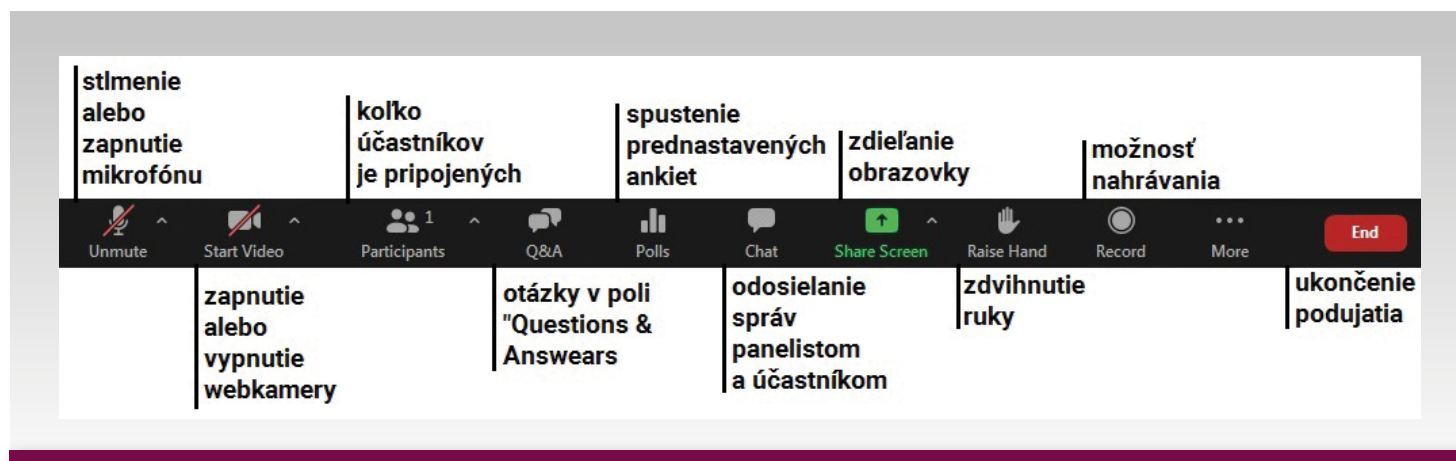 stlmenie
alebo
zapnutie
mikrofónu
koľko
účastníkov
je pripojených
spustenie
prednastavených
ankiet
zdieľanie
obrazovky
možnosť
nahrávania
Unmute
Start Video
1
Participants
Q&A
Polls
Chat
Share Screen
Raise Hand
Record
More
End
zapnutie
alebo
vypnutie
webkamery
otázky v poli
"Questions &
Answears
odosielanie
správ
panelistom
a účastníkom
zdvihnutie
ruky
ukončenie
podujatia